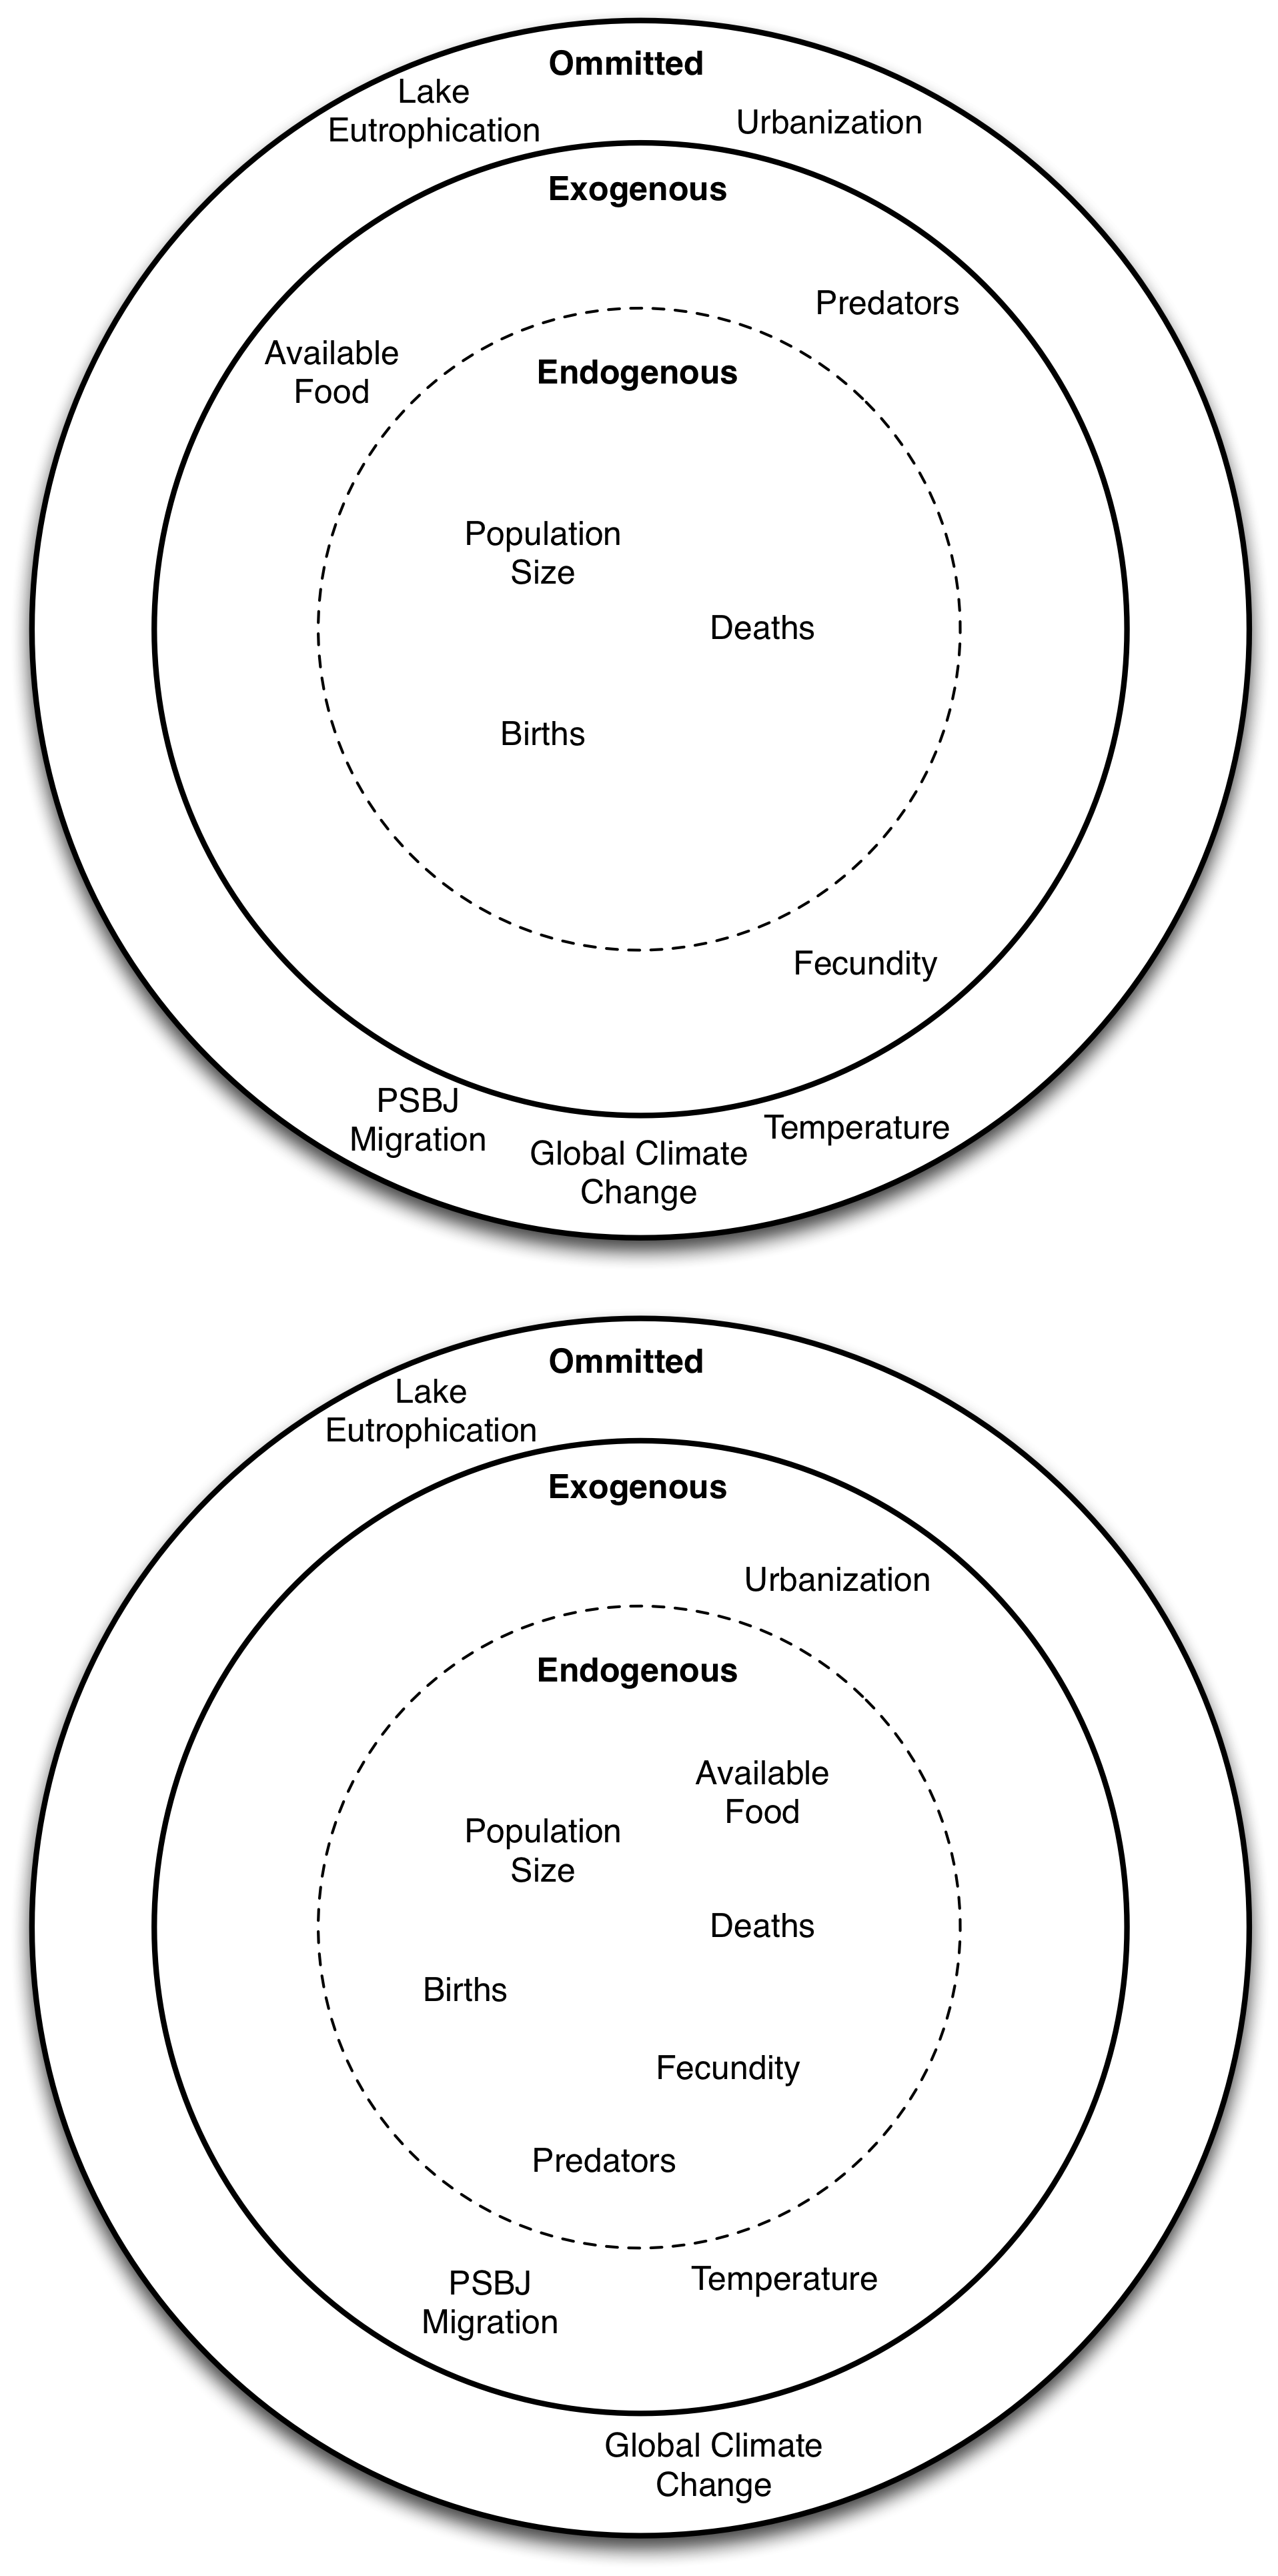 Ommitted
Lake
Eutrophication
Urbanization
Exogenous
Predators
Available
Food
Endogenous
Population
Size
Deaths
Births
Fecundity
PSBJ
Migration
Global Climate
Change
Temperature
Ommitted
Lake
Eutrophication
Exogenous
Urbanization
Endogenous
Available
Food
Population
Size
Deaths
Births
Fecundity
Predators
PSBJ
Migration
Temperature
Global Climate
Change